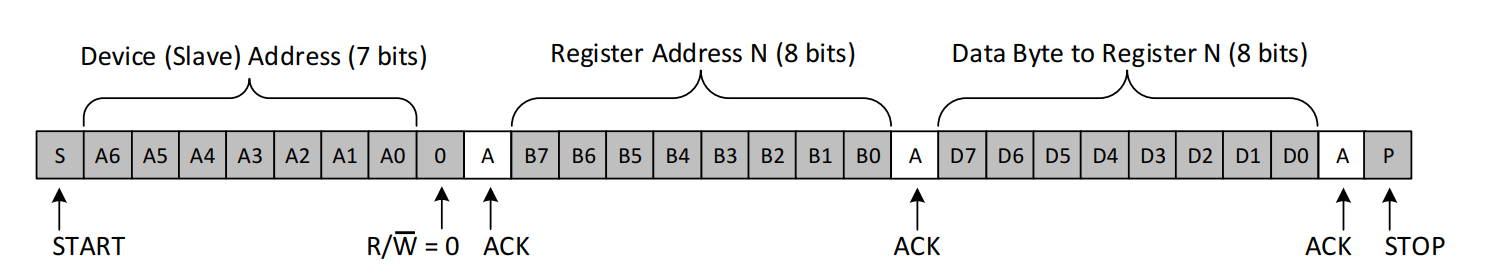 Device (Slave) Address (7 bits) Register Address N (8 bits) Data Byte to Register N (8 bits)
S A6 A5 A4 A3 A2 A1 A0 0 A B7 B6 B5 B4 B3 B2 B1 B0 A D7 D6 D5 D4 D3 D2 D1 D0 A P
START R/W̅ = 0 ACK ACK ACK STOP